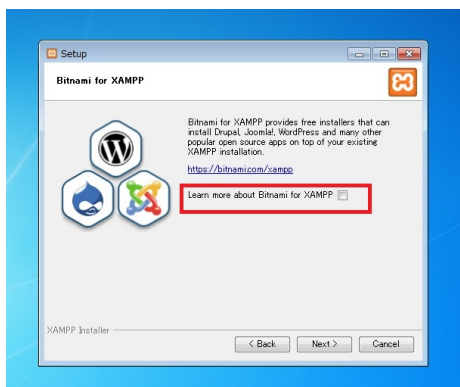 Setup
Bitnami for XAMPP
Bitnami for XAMPP provides free installers that can
install Drupal, Joomla!, WordPress and many other
popular open source apps on top of your existing
XAMPP installation.
https://bitnami.com/xampp
Learn more about Bitnami for XAMPP
XAMPP Installer
< Back
Next >
Cancel